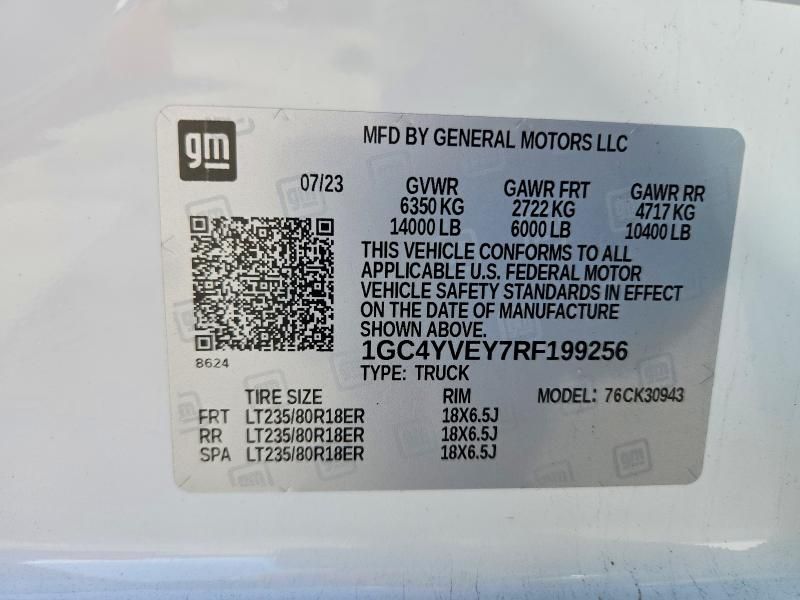 gm
MFD BY GENERAL MOTORS LLC
07/23 GVWR GAWR FRT GAWR RR
6350 KG 2722 KG 4717 KG
14000 LB 6000 LB 10400 LB
THIS VEHICLE CONFORMS TO ALL
APPLICABLE U.S. FEDERAL MOTOR
VEHICLE SAFETY STANDARDS IN EFFECT
ON THE DATE OF MANUFACTURE
SHOWN ABOVE.
8624
1GC4YVEY7RF199256
TYPE: TRUCK
TIRE SIZE RIM MODEL: 76CK30943
FRT LT235/80R18ER 18X6.5J
RR LT235/80R18ER 18X6.5J
SPA LT235/80R18ER 18X6.5J